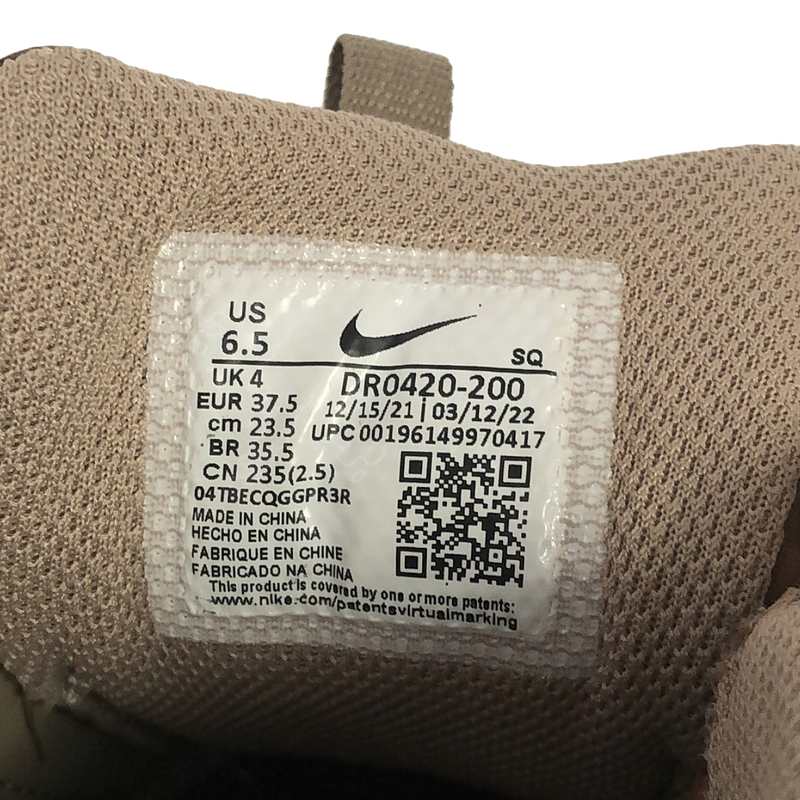 US
6.5
SQ
UK 4
DR0420-200
EUR 37.5
12/15/21 | 03/12/22
cm 23.5
UPC 00196149970417
BR 35.5
CN 235(2.5)
04TBECQGGPR3R
MADE IN CHINA
HECHO EN CHINA
FABRIQUE EN CHINE
FABRICADO NA CHINA
This product is covered by one or more patents:
www.nike.com/patentsvirtualmarking